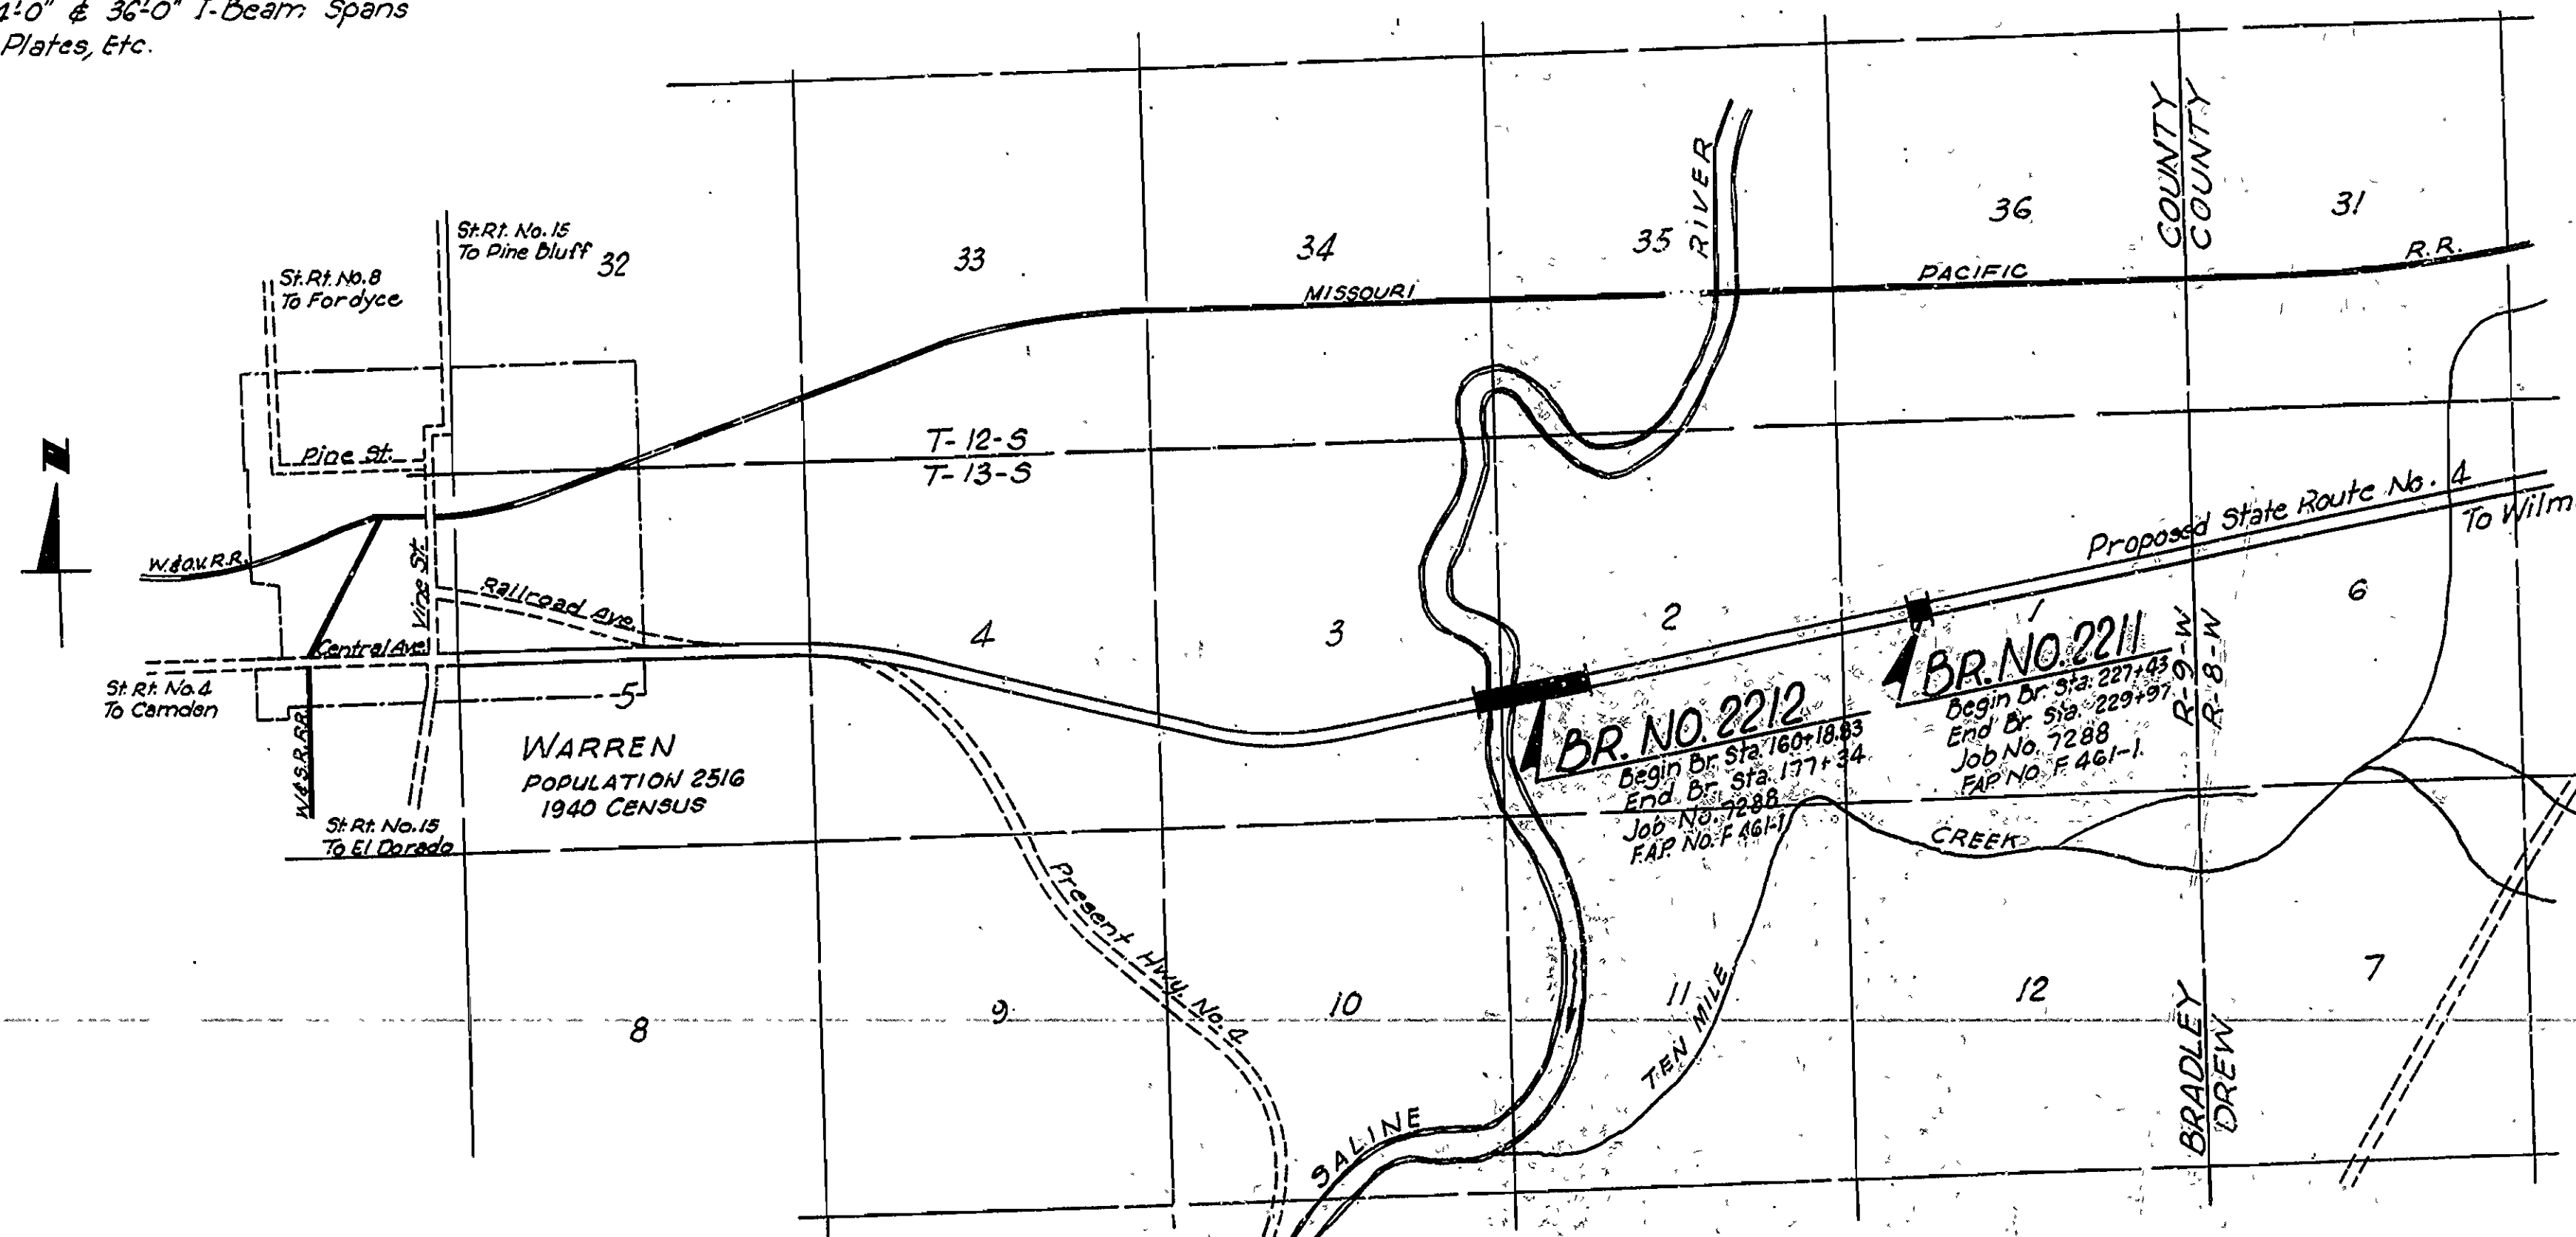 & 36'-0" I-Beam Spans
Plates, Etc.
St. Rt. No. 15
To Pine Bluff
St. Rt. No. 8
To Fordyce
32
33
34
35
36
31
RIVER
COUNTY
COUNTY
MISSOURI
PACIFIC
R.R.
N
T-12-S
T-13-S
Pine St.
W.&O.V.R.R.
Vine St.
Railroad Ave.
Central Ave.
St. Rt. No. 4
To Camden
W.&S.R.R.R.
St. Rt. No. 15
To El Dorado
5
4
3
2
1
6
Proposed State Route No. 4
To Wilm
WARREN
POPULATION 2516
1940 CENSUS
BR. NO. 2212
Begin Br. Sta. 160+18.83
End Br. Sta. 177+34
Job No. 7288
F.A.P. No. F 461-1
BR. NO. 2211
Begin Br. Sta. 227+43
End Br. Sta. 229+97
Job No. 7288
F.A.P. No. F 461-1
R-9-W
R-8-W
Present Hwy. No. 4
CREEK
TEN MILE
SALINE
8
9
10
11
12
7
BRADLEY
DREW